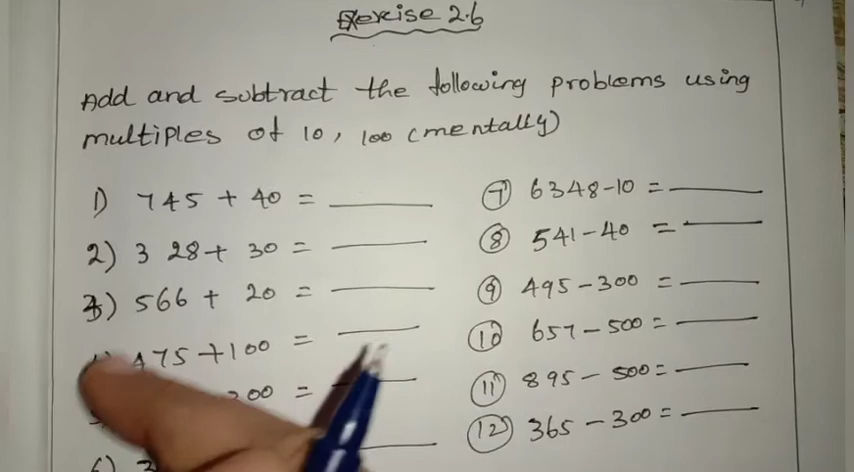 Exercise 2.6
Add and subtract the following problems using
multiples of 10, 100 (mentally)
1) 745 + 40 =
2) 328 + 30 =
3) 566 + 20 =
475 + 100 =
=
6) 3
7 6348-10 =
8 541-40 =
9 495-300 =
10 657-500 =
11 895-500 =
12 365-300 =